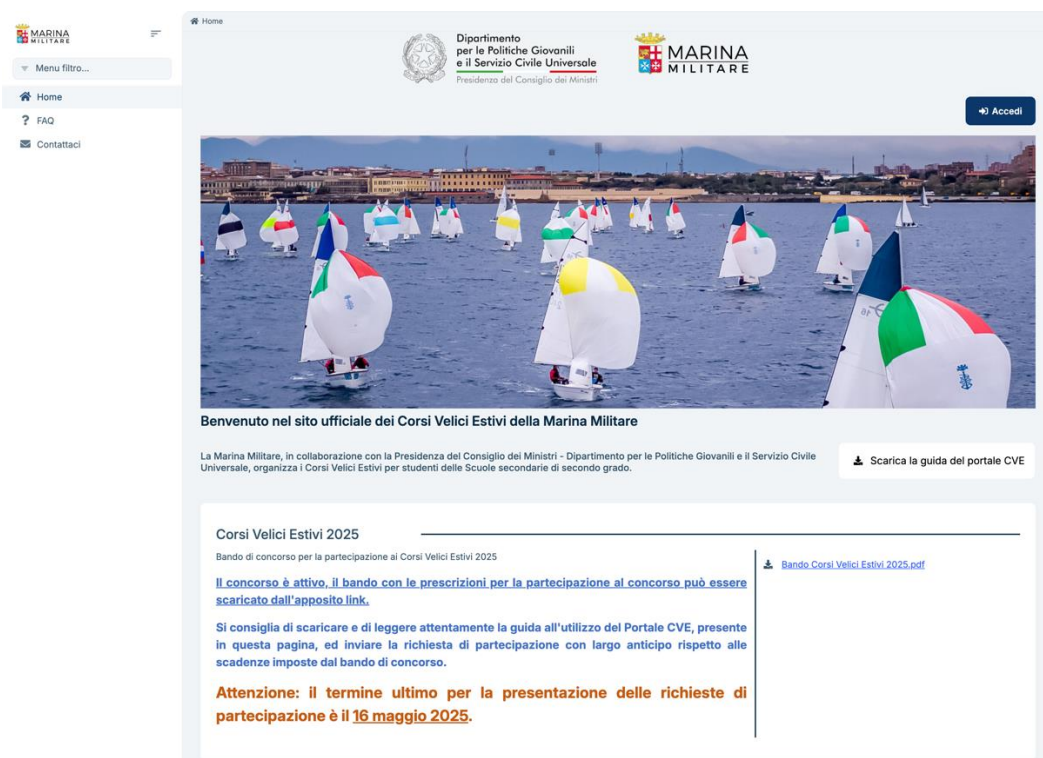 MARINA
MILITARE
Menu filtro...
Home
? FAQ
Contattaci
Home
Dipartimento
per le Politiche Giovanili
e il Servizio Civile Universale
Presidenza del Consiglio dei Ministri
MARINA
MILITARE
Accedi
Benvenuto nel sito ufficiale dei Corsi Velici Estivi della Marina Militare
La Marina Militare, in collaborazione con la Presidenza del Consiglio dei Ministri - Dipartimento per le Politiche Giovanili e il Servizio Civile
Universale, organizza i Corsi Velici Estivi per studenti delle Scuole secondarie di secondo grado.
Scarica la guida del portale CVE
Corsi Velici Estivi 2025
Bando di concorso per la partecipazione ai Corsi Velici Estivi 2025
Il concorso è attivo, il bando con le prescrizioni per la partecipazione al concorso può essere
scaricato dall'apposito link.
Si consiglia di scaricare e di leggere attentamente la guida all'utilizzo del Portale CVE, presente
in questa pagina, ed inviare la richiesta di partecipazione con largo anticipo rispetto alle
scadenze imposte dal bando di concorso.
Attenzione: il termine ultimo per la presentazione delle richieste di
partecipazione è il 16 maggio 2025.
Bando Corsi Velici Estivi 2025.pdf